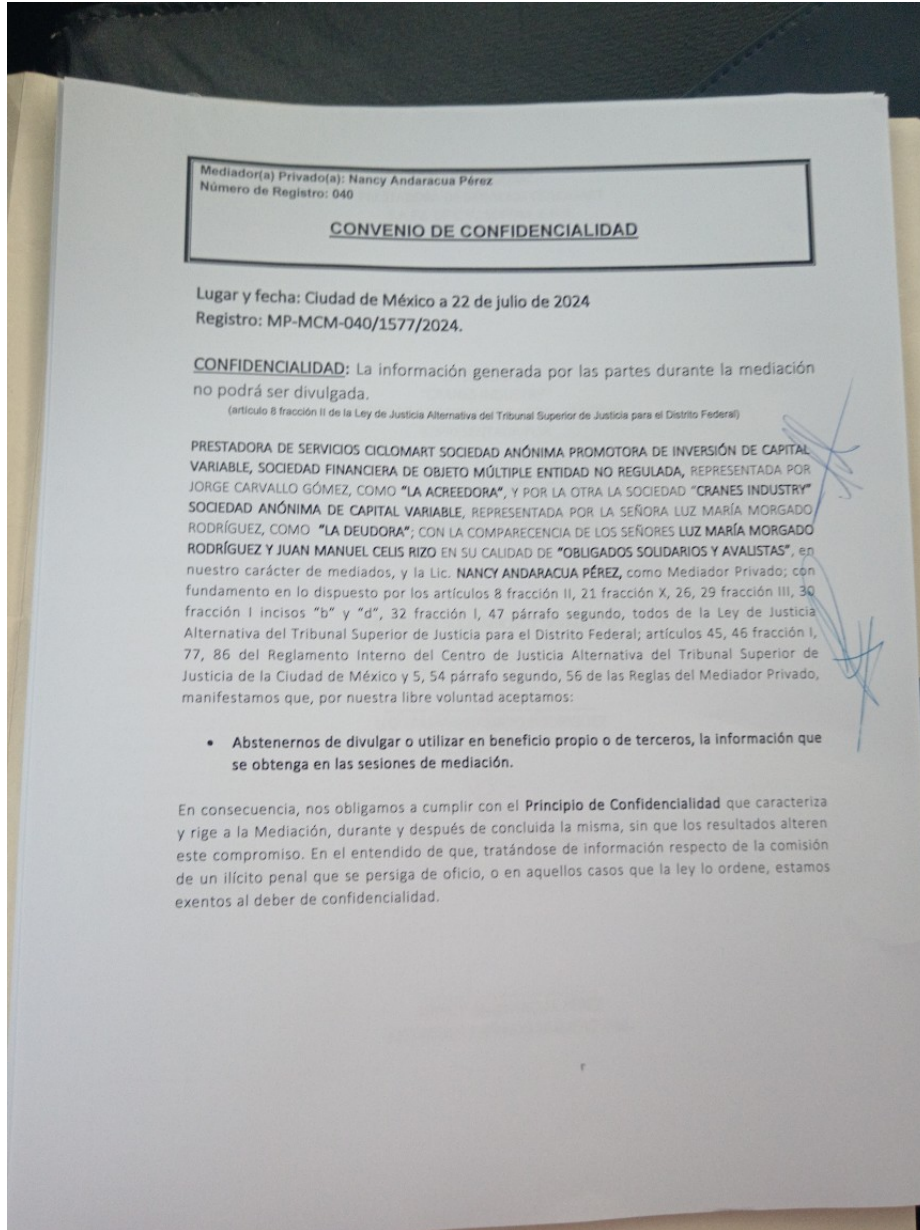 Mediador(a) Privado(a): Nancy Andaracua Pérez
Número de Registro: 040
CONVENIO DE CONFIDENCIALIDAD
Lugar y fecha: Ciudad de México a 22 de julio de 2024
Registro: MP-MCM-040/1577/2024.
CONFIDENCIALIDAD: La información generada por las partes durante la mediación
no podrá ser divulgada.
(artículo 8 fracción II de la Ley de Justicia Alternativa del Tribunal Superior de Justicia para el Distrito Federal)
PRESTADORA DE SERVICIOS CICLOMART SOCIEDAD ANÓNIMA PROMOTORA DE INVERSIÓN DE CAPITAL
VARIABLE, SOCIEDAD FINANCIERA DE OBJETO MÚLTIPLE ENTIDAD NO REGULADA, REPRESENTADA POR
JORGE CARVALLO GÓMEZ, COMO "LA ACREEDORA", Y POR LA OTRA LA SOCIEDAD "CRANES INDUSTRY"
SOCIEDAD ANÓNIMA DE CAPITAL VARIABLE, REPRESENTADA POR LA SEÑORA LUZ MARÍA MORGADO
RODRÍGUEZ, COMO "LA DEUDORA"; CON LA COMPARECENCIA DE LOS SEÑORES LUZ MARÍA MORGADO
RODRÍGUEZ Y JUAN MANUEL CELIS RIZO EN SU CALIDAD DE "OBLIGADOS SOLIDARIOS Y AVALISTAS", en
nuestro carácter de mediados, y la Lic. NANCY ANDARACUA PÉREZ, como Mediador Privado; con
fundamento en lo dispuesto por los artículos 8 fracción II, 21 fracción X, 26, 29 fracción III, 30
fracción I incisos "b" y "d", 32 fracción I, 47 párrafo segundo, todos de la Ley de Justicia
Alternativa del Tribunal Superior de Justicia para el Distrito Federal; artículos 45, 46 fracción I,
77, 86 del Reglamento Interno del Centro de Justicia Alternativa del Tribunal Superior de
Justicia de la Ciudad de México y 5, 54 párrafo segundo, 56 de las Reglas del Mediador Privado,
manifestamos que, por nuestra libre voluntad aceptamos:
• Abstenernos de divulgar o utilizar en beneficio propio o de terceros, la información que
se obtenga en las sesiones de mediación.
En consecuencia, nos obligamos a cumplir con el Principio de Confidencialidad que caracteriza
y rige a la Mediación, durante y después de concluida la misma, sin que los resultados alteren
este compromiso. En el entendido de que, tratándose de información respecto de la comisión
de un ilícito penal que se persiga de oficio, o en aquellos casos que la ley lo ordene, estamos
exentos al deber de confidencialidad.